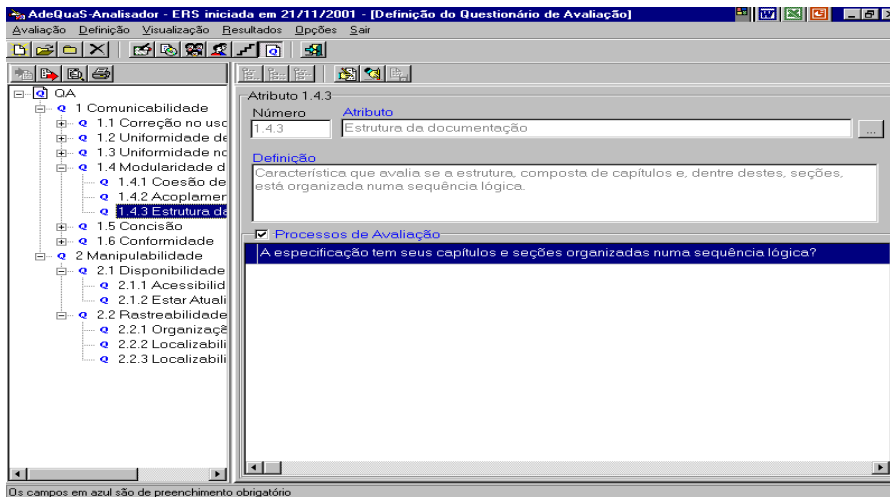 AdeQuaS-Analisador - ERS iniciada em 21/11/2001 - [Definição do Questionário de Avaliação]
Avaliação Definição Visualização Resultados Opções Sair
QA
1 Comunicabilidade
1.1 Correção no uso
1.2 Uniformidade de
1.3 Uniformidade no
1.4 Modularidade d
1.4.1 Coesão de
1.4.2 Acoplamer
1.4.3 Estrutura da
1.5 Concisão
1.6 Conformidade
2 Manipulabilidade
2.1 Disponibilidade
2.1.1 Acessibilid
2.1.2 Estar Atuali
2.2 Rastreabilidade
2.2.1 Organizaçã
2.2.2 Localizabili
2.2.3 Localizabili
Atributo 1.4.3
Número Atributo
1.4.3 Estrutura da documentação ...
Definição
Característica que avalia se a estrutura, composta de capítulos e, dentre destes, seções,
está organizada numa sequência lógica.
Processos de Avaliação
A especificação tem seus capítulos e seções organizadas numa sequência lógica?
Os campos em azul são de preenchimento obrigatório